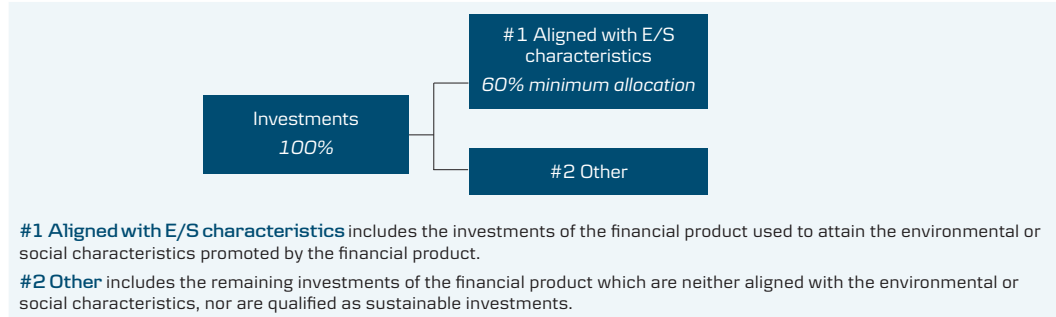 #1 Aligned with E/S
characteristics
60% minimum allocation
Investments
100%
#2 Other
#1 Aligned with E/S characteristics includes the investments of the financial product used to attain the environmental or
social characteristics promoted by the financial product.
#2 Other includes the remaining investments of the financial product which are neither aligned with the environmental or
social characteristics, nor are qualified as sustainable investments.